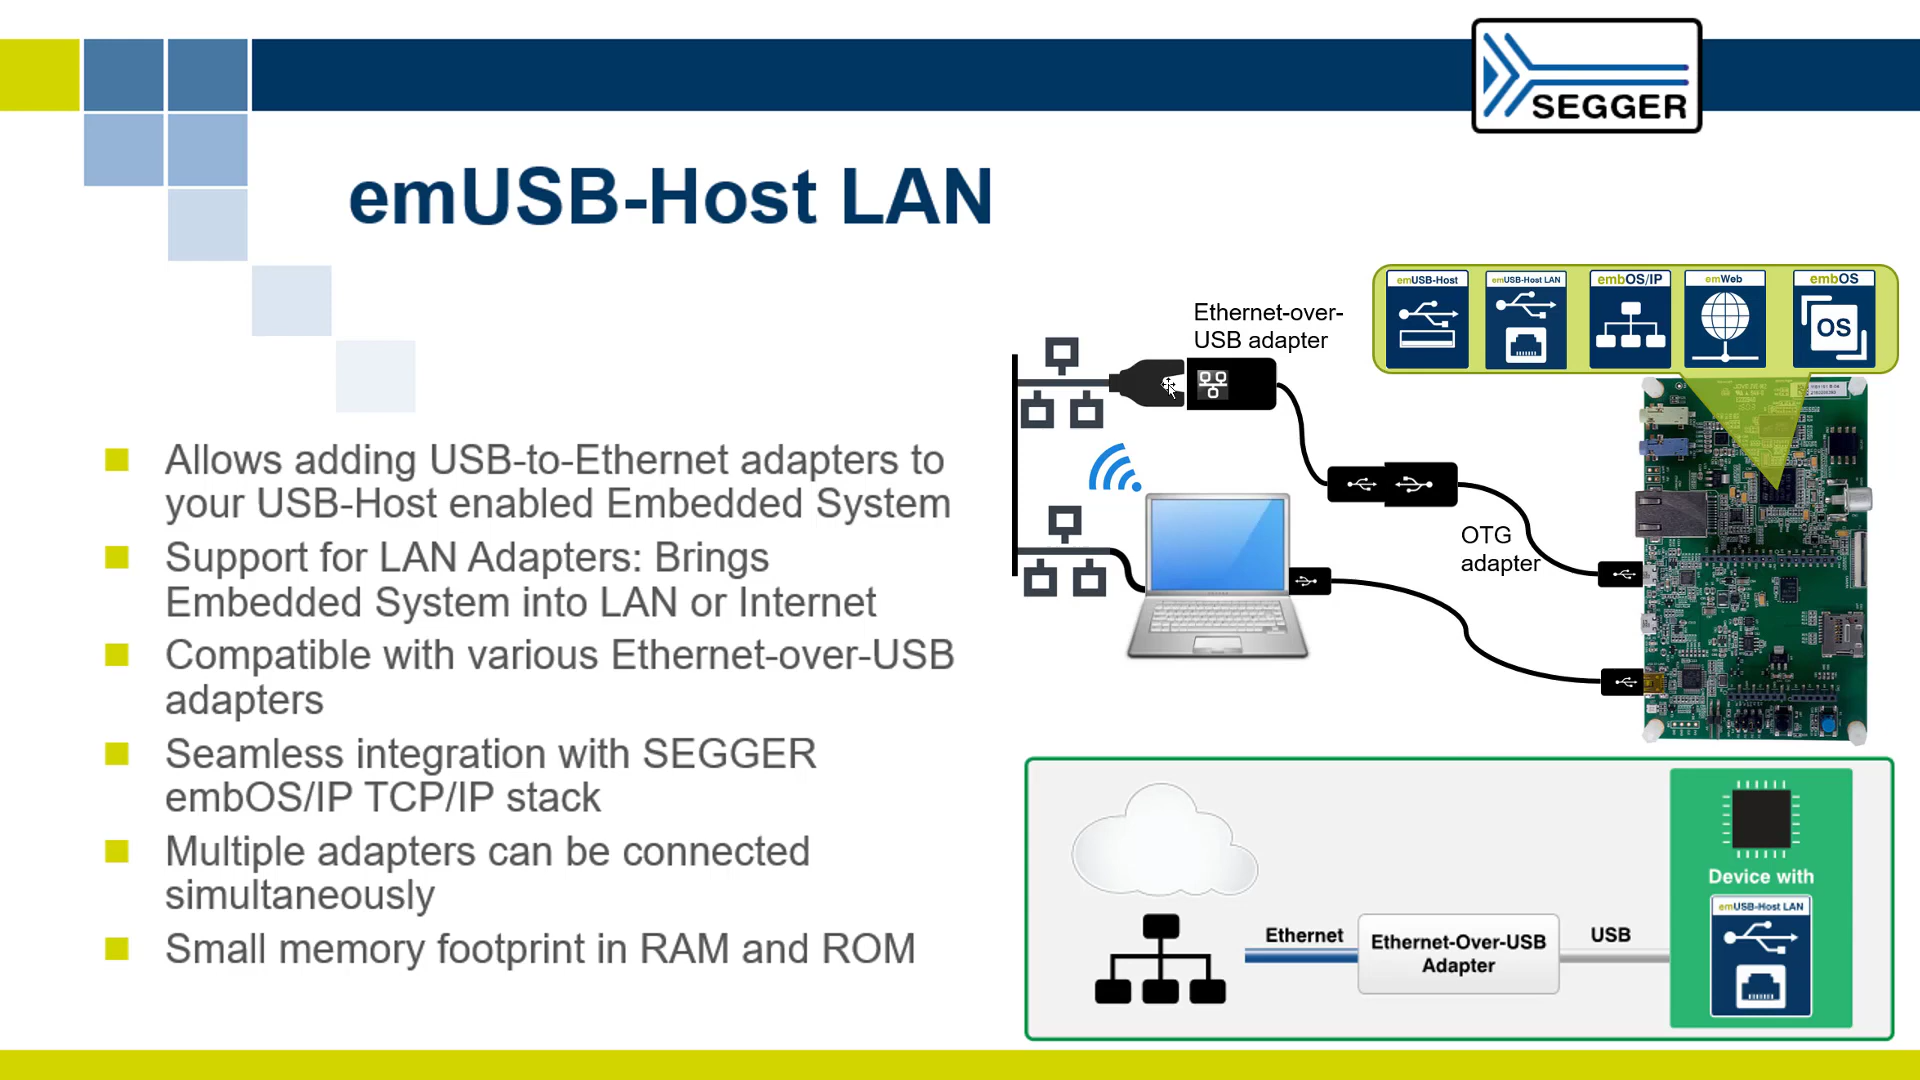 SEGGER
emUSB-Host LAN
Allows adding USB-to-Ethernet adapters to
your USB-Host enabled Embedded System
Support for LAN Adapters: Brings
Embedded System into LAN or Internet
Compatible with various Ethernet-over-USB
adapters
Seamless integration with SEGGER
embOS/IP TCP/IP stack
Multiple adapters can be connected
simultaneously
Small memory footprint in RAM and ROM
emUSB-Host
emUSB-Host LAN
embOS/IP
emWeb
embOS
OS
Ethernet-over-
USB adapter
OTG
adapter
Ethernet
Ethernet-Over-USB
Adapter
USB
Device with
emUSB-Host LAN